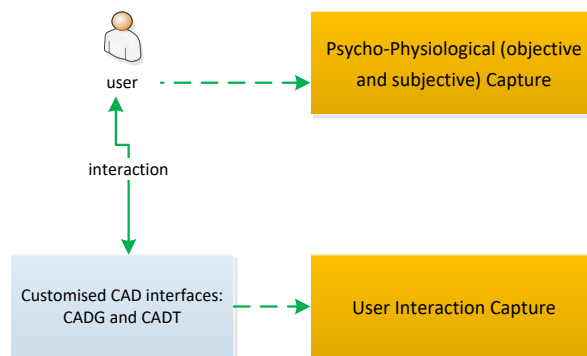 Psycho-Physiological (objective
and subjective) Capture
user
interaction
Customised CAD interfaces:
CADG and CADT
User Interaction Capture